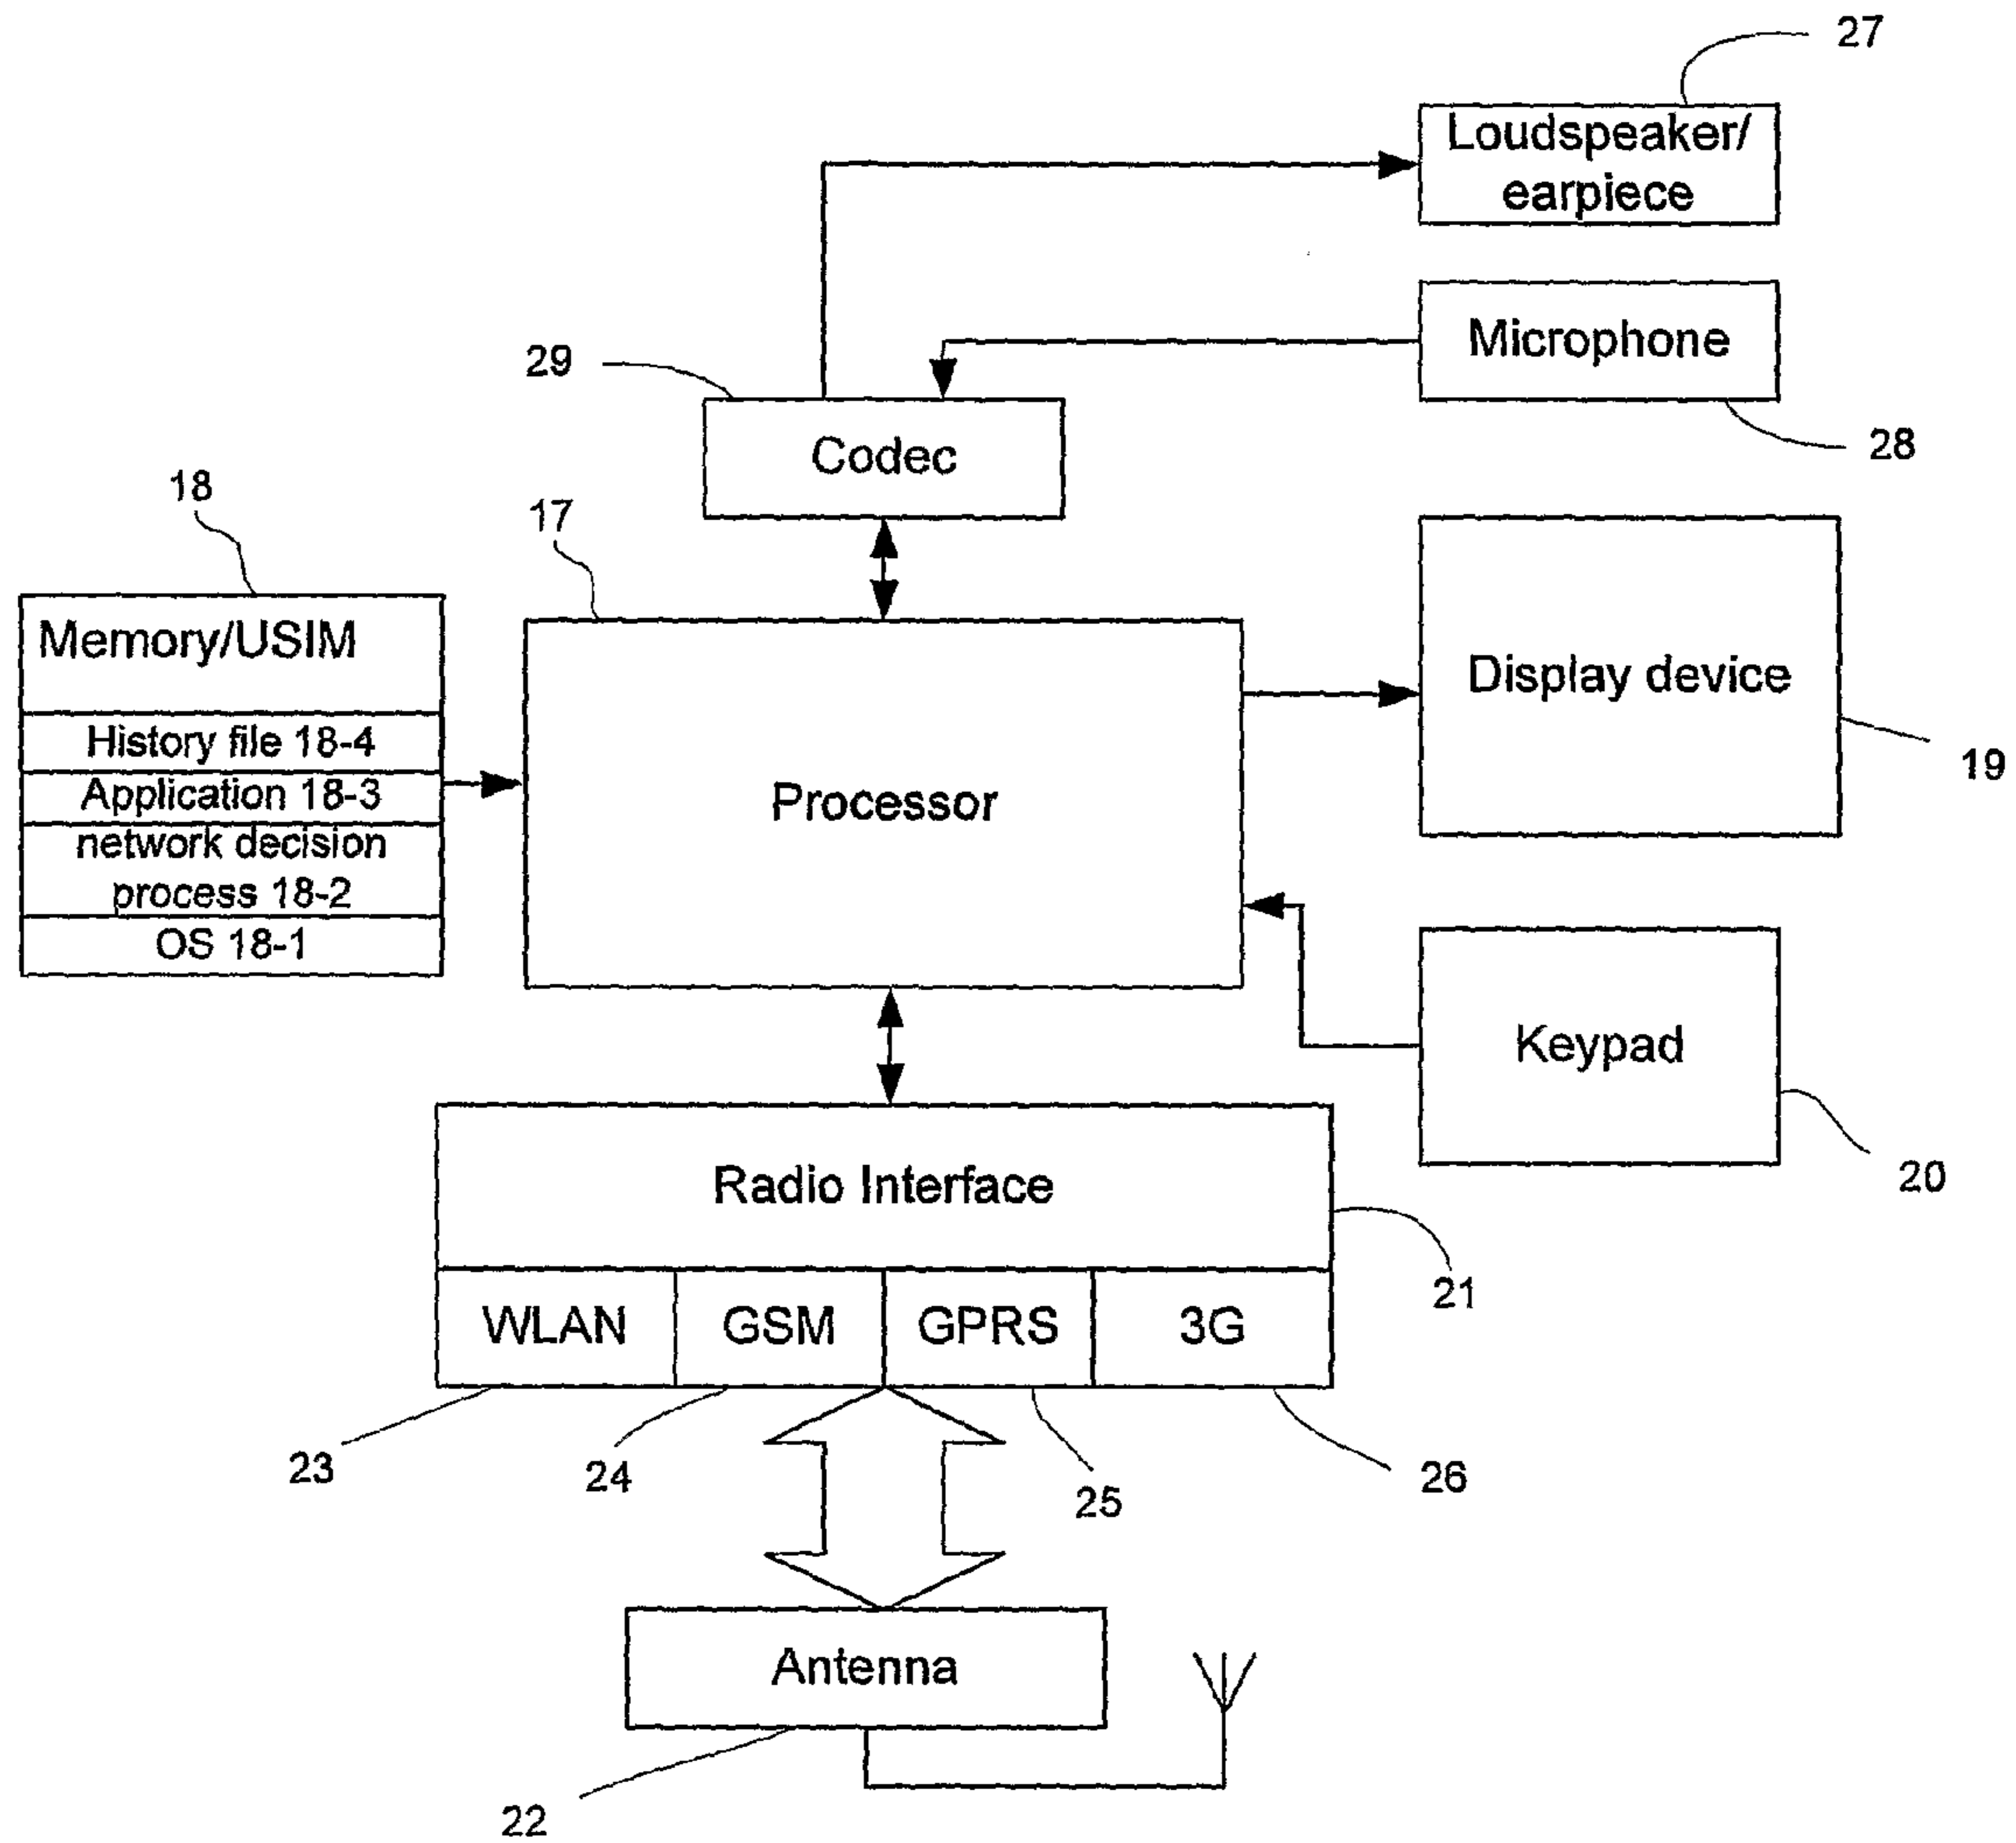 27
Loudspeaker/
earpiece
Microphone
28
29
Codec
18
17
Memory/USIM
History file 18-4
Application 18-3
network decision
process 18-2
OS 18-1
Processor
Display device
19
Keypad
20
Radio Interface
21
WLAN GSM GPRS 3G
23
24
25
26
Antenna
22